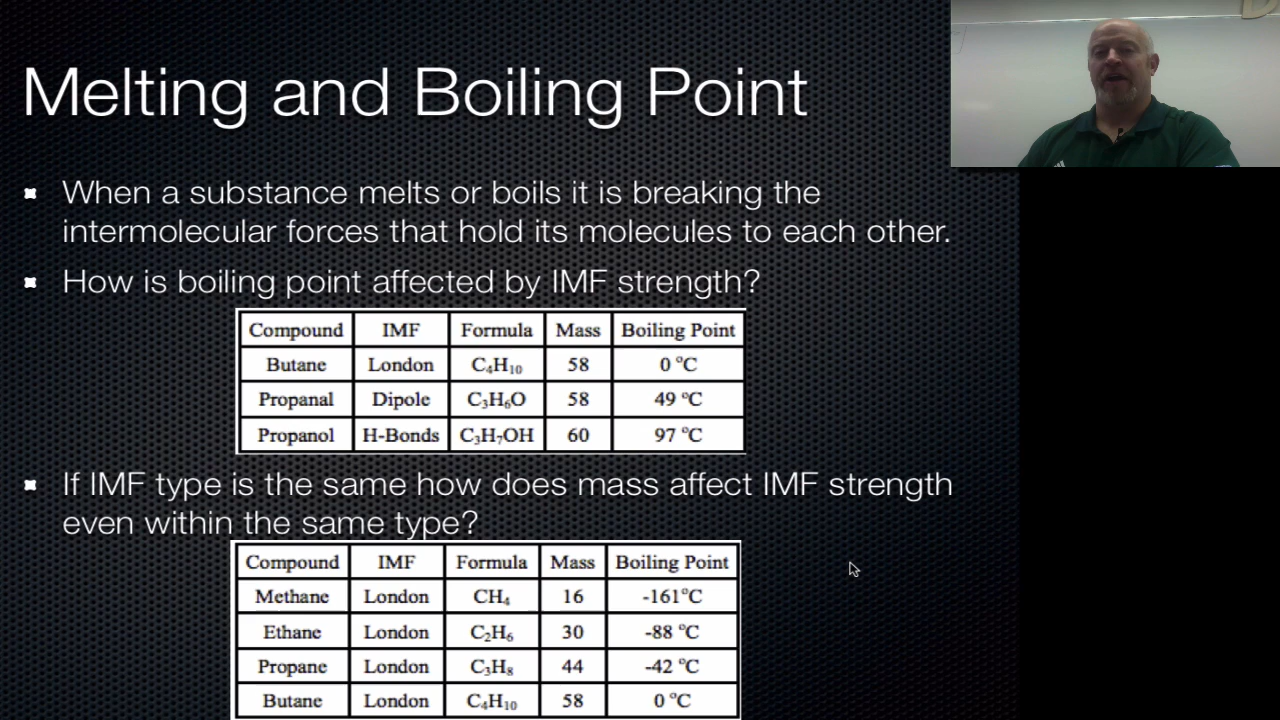 Melting and Boiling Point
When a substance melts or boils it is breaking the
intermolecular forces that hold its molecules to each other.
How is boiling point affected by IMF strength?
Compound IMF Formula Mass Boiling Point
Butane London C₄H₁₀ 58 0 °C
Propanal Dipole C₃H₆O 58 49 °C
Propanol H-Bonds C₃H₇OH 60 97 °C
If IMF type is the same how does mass affect IMF strength
even within the same type?
Compound IMF Formula Mass Boiling Point
Methane London CH₄ 16 -161°C
Ethane London C₂H₆ 30 -88 °C
Propane London C₃H₈ 44 -42 °C
Butane London C₄H₁₀ 58 0 °C